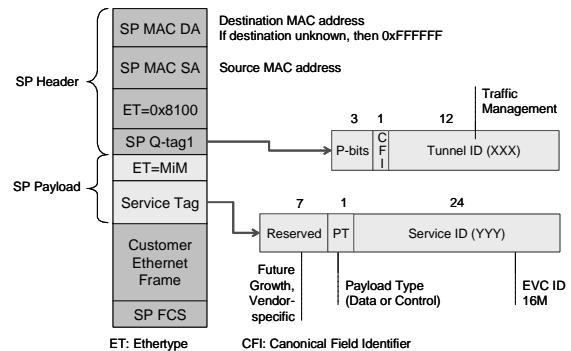 SP MAC DA
Destination MAC address
If destination unknown, then 0xFFFFFF
SP MAC SA
Source MAC address
SP Header
ET=0x8100
Traffic
Management
3 1 12
SP Q-tag1
P-bits
C
F
I
Tunnel ID (XXX)
ET=MiM
SP Payload
Service Tag
7 1 24
Reserved
PT
Service ID (YYY)
Customer
Ethernet
Frame
Future
Growth,
Vendor-
specific
Payload Type
(Data or Control)
EVC ID
16M
SP FCS
ET: Ethertype
CFI: Canonical Field Identifier